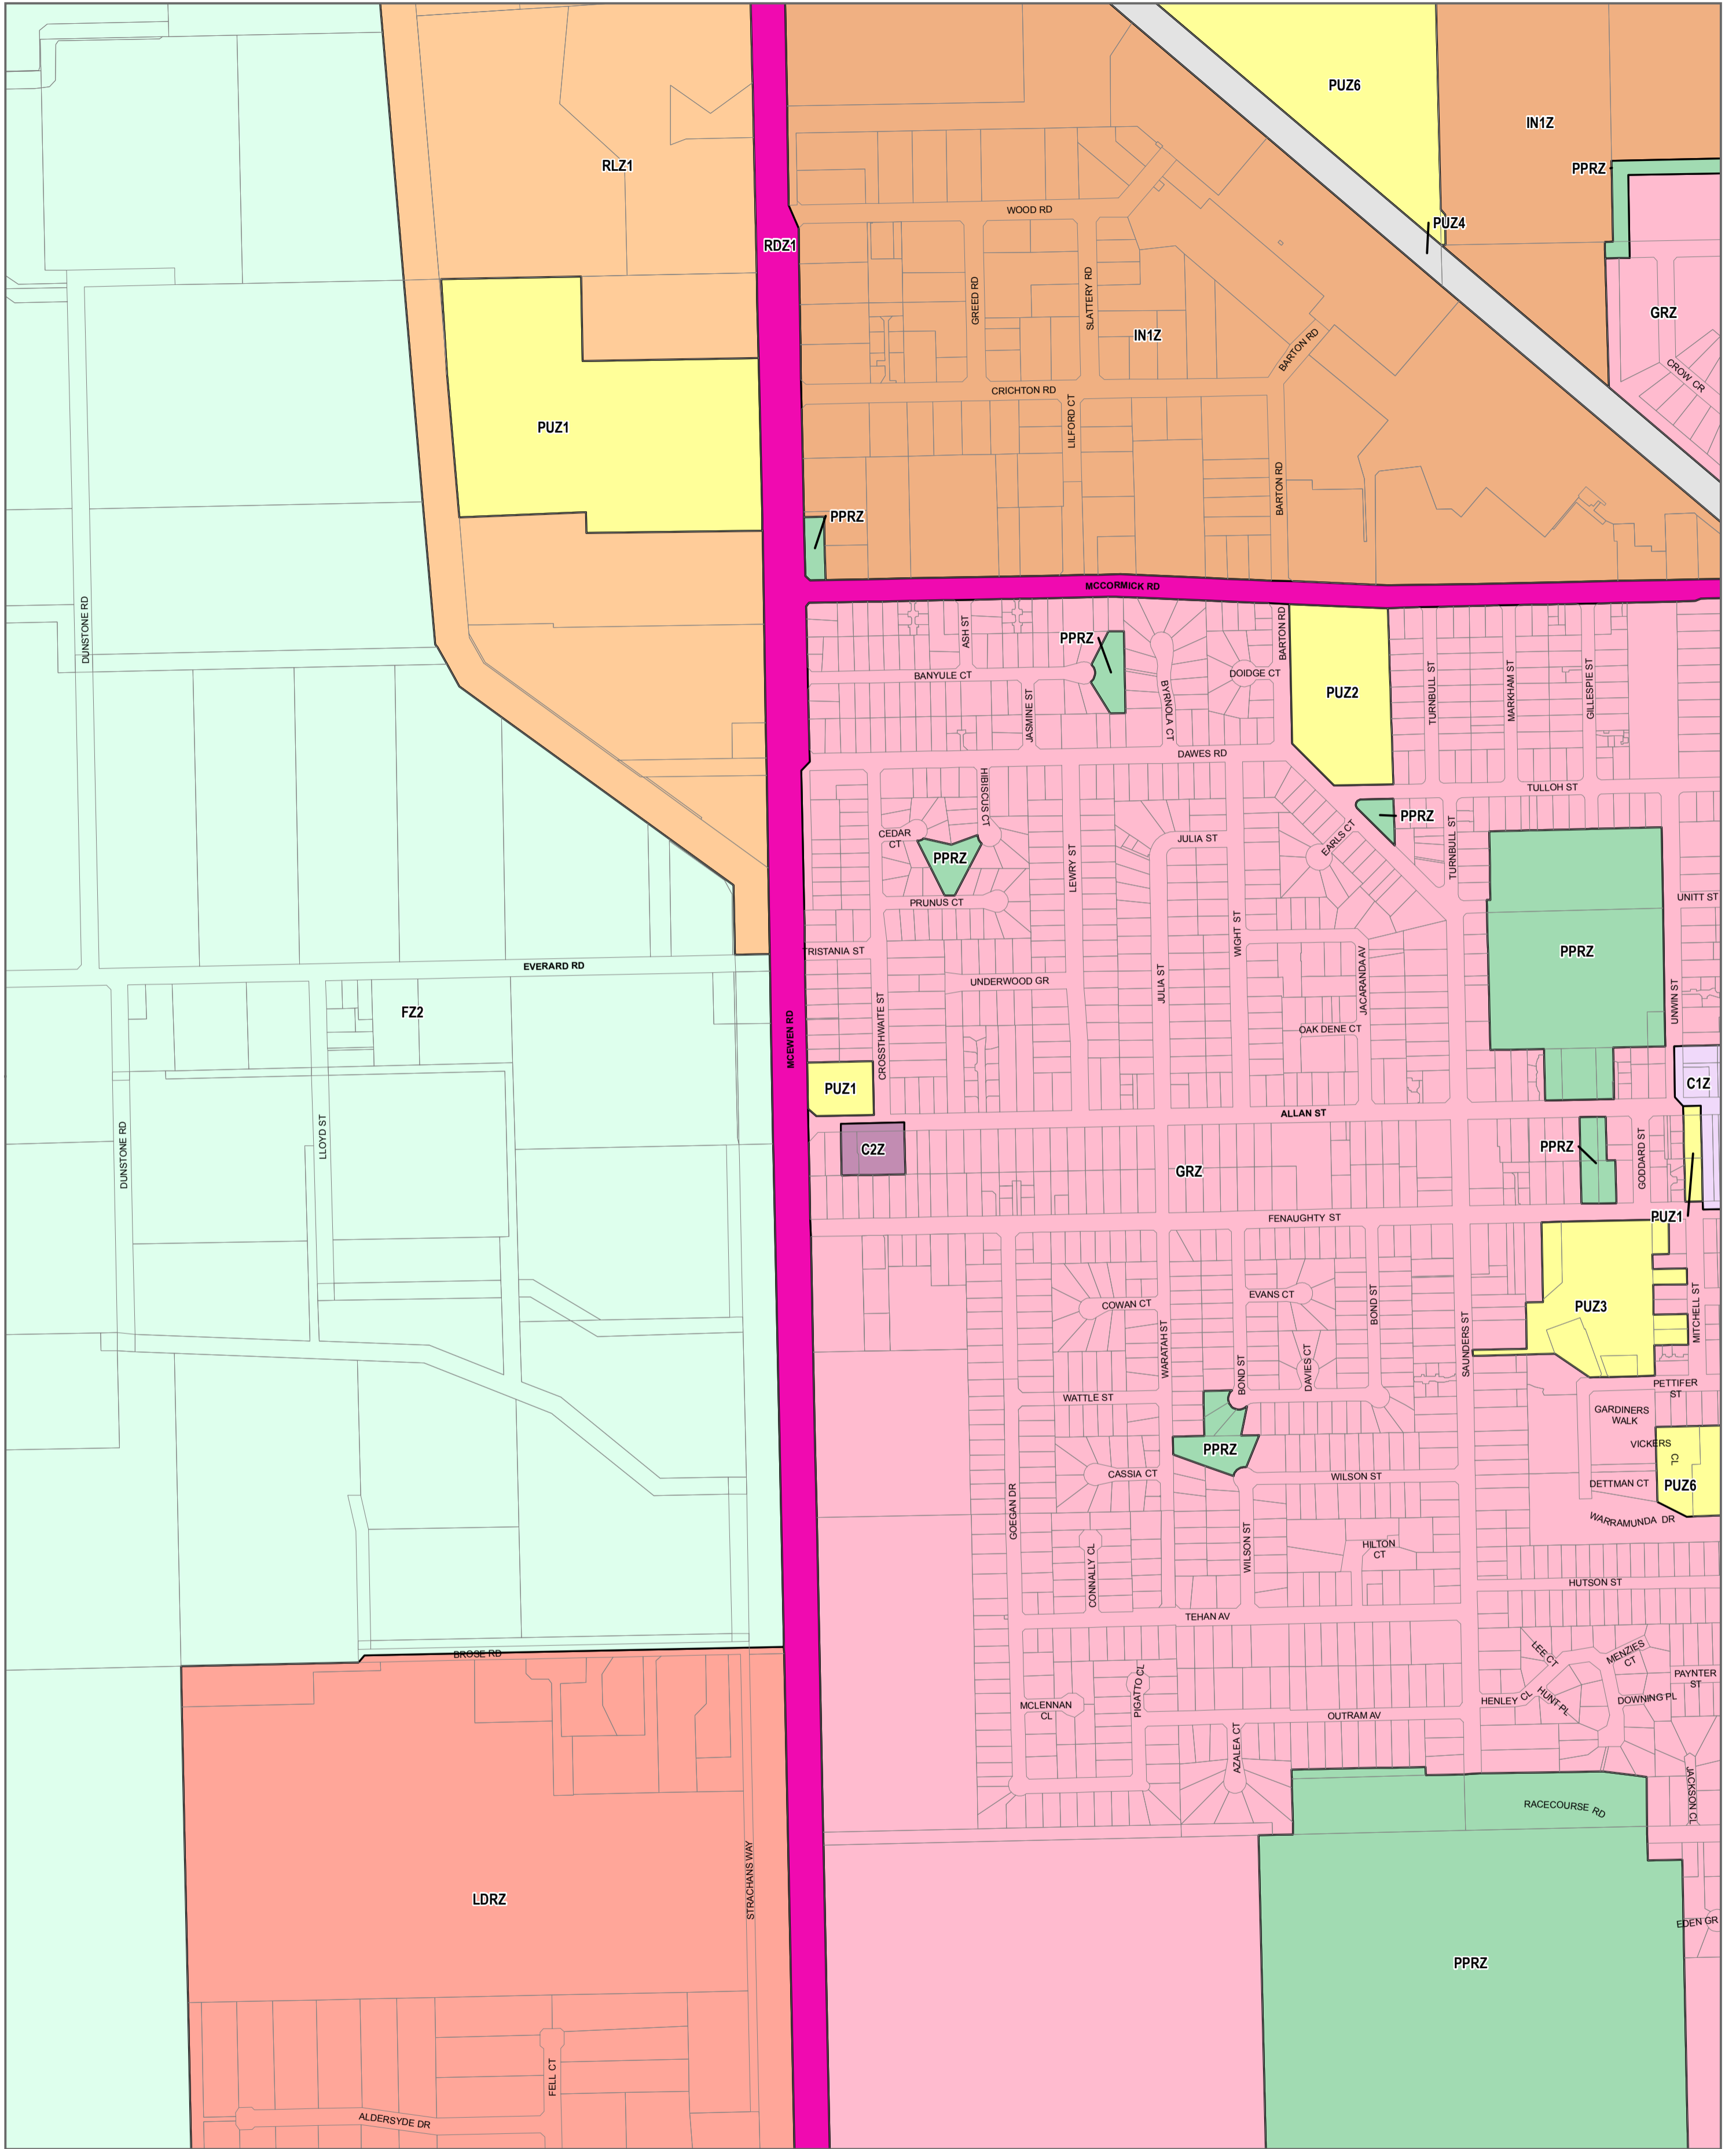 PUZ6
IN1Z
RLZ1
PPRZ
WOOD RD
PUZ4
RDZ1
GREED RD
SLATTERY RD
GRZ
IN1Z
BARTON RD
CROW CR
CRICHTON RD
LILFORD CT
PUZ1
BARTON RD
PPRZ
MCCORMICK RD
DUNSTONE RD
ASH ST
PPRZ
BARTON RD
BANYULE CT
DOIDGE CT
JASMINE ST
BYRNOLA CT
PUZ2
TURNBULL ST
MARKHAM ST
GILLESPIE ST
DAWES RD
TULLOH ST
HIBISCUS CT
PPRZ
CEDAR
CT
JULIA ST
EARLS CT
TURNBULL ST
PPRZ
LEWRY ST
PRUNUS CT
UNITT ST
WIGHT ST
TRISTANIA ST
PPRZ
EVERARD RD
UNDERWOOD GR
JULIA ST
JACARANDA AV
UNWIN ST
FZ2
OAK DENE CT
MCEWEN RD
CROSSTHWAITE ST
PUZ1
C1Z
ALLAN ST
LLOYD ST
DUNSTONE RD
C2Z
PPRZ
GODDARD ST
GRZ
PUZ1
FENAUGHTY ST
EVANS CT
COWAN CT
BOND ST
PUZ3
MITCHELL ST
WARATAH ST
SAUNDERS ST
BOND ST
DAVIES CT
PETTIFER
ST
WATTLE ST
GARDINERS
WALK
PPRZ
VICKERS
CL
CASSIA CT
WILSON ST
DETTMAN CT
PUZ6
GOEGAN DR
WARRAMUNDA DR
WILSON ST
HILTON
CT
CONNALLY CL
HUTSON ST
TEHAN AV
BROSE RD
LEE CT
MENZIES
CT
PAYNTER
ST
PIGATTO CL
MCLENNAN
CL
HENLEY CL
HUNT PL
DOWNING PL
OUTRAM AV
AZALEA CT
JACKSON CL
RACECOURSE RD
STRACHANS WAY
LDRZ
EDEN GR
PPRZ
FELL CT
ALDERSYDE DR